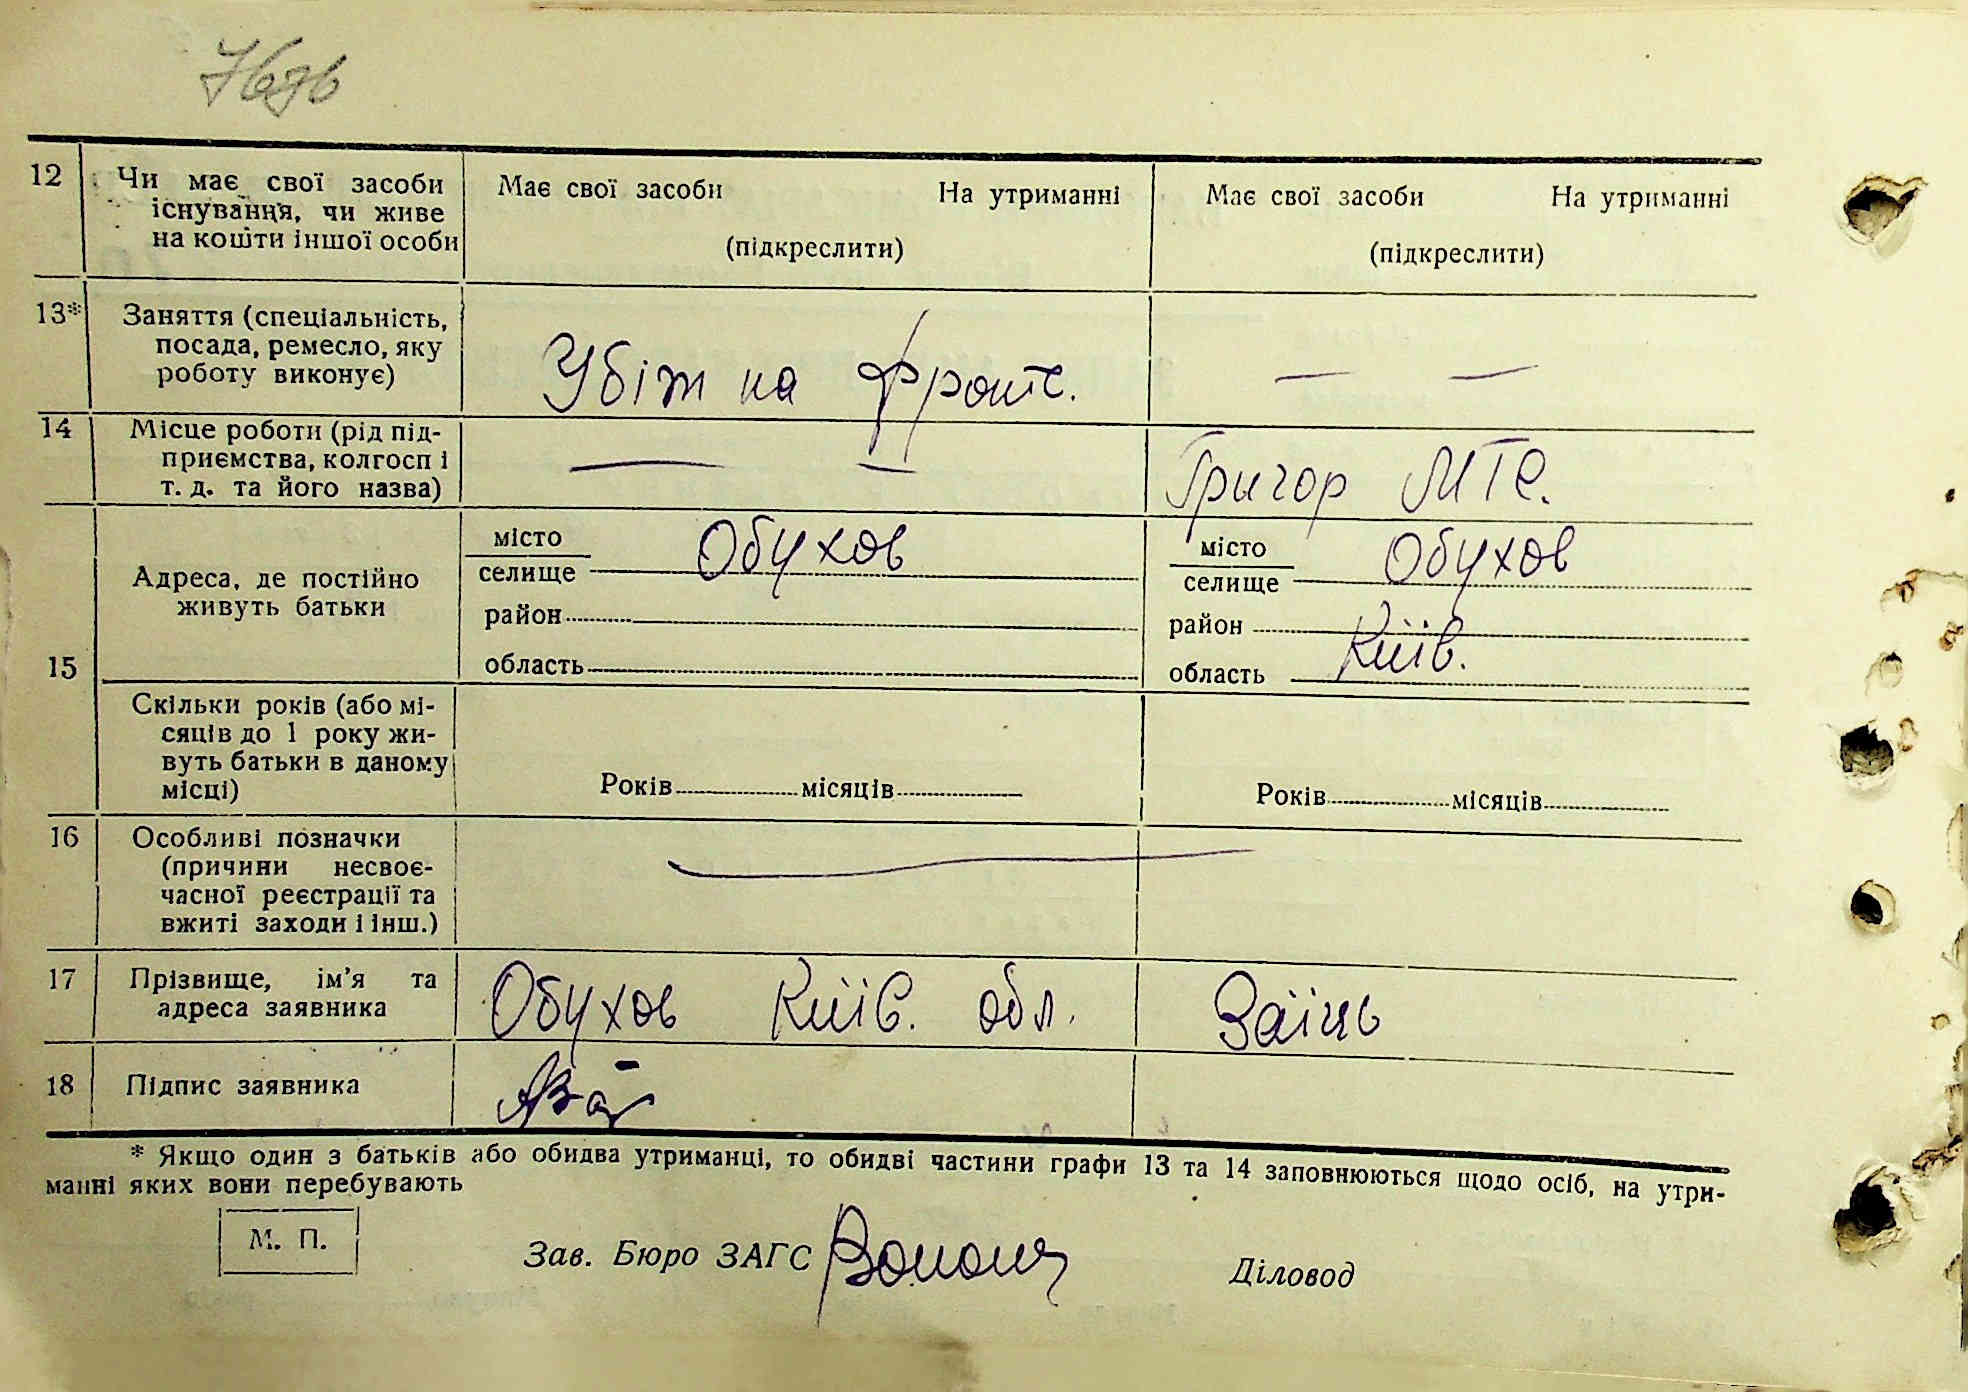 12 Чи має свої засоби існування, чи живе на кошти іншої особи
Має свої засоби На утриманні
(підкреслити)
Має свої засоби На утриманні
(підкреслити)
13* Заняття (спеціальність, посада, ремесло, яку роботу виконує)
Убіт на фронте.
— —
14 Місце роботи (рід підприємства, колгосп і т. д. та його назва)
— —
Григор МТС.
15 Адреса, де постійно живуть батьки
місто
селище Обухов
район
область
місто
селище Обухов
район
область Київ.
Скільки років (або місяців до 1 року живуть батьки в даному місці)
Років місяців
Років місяців
16 Особливі позначки (причини несвоєчасної реєстрації та вжиті заходи і інш.)
17 Прізвище, ім'я та адреса заявника
Обухов Київ. обл. Заїць
18 Підпис заявника
* Якщо один з батьків або обидва утриманці, то обидві частини графи 13 та 14 заповнюються щодо осіб, на утри-
манні яких вони перебувають
М. П.
Зав. Бюро ЗАГС
Діловод